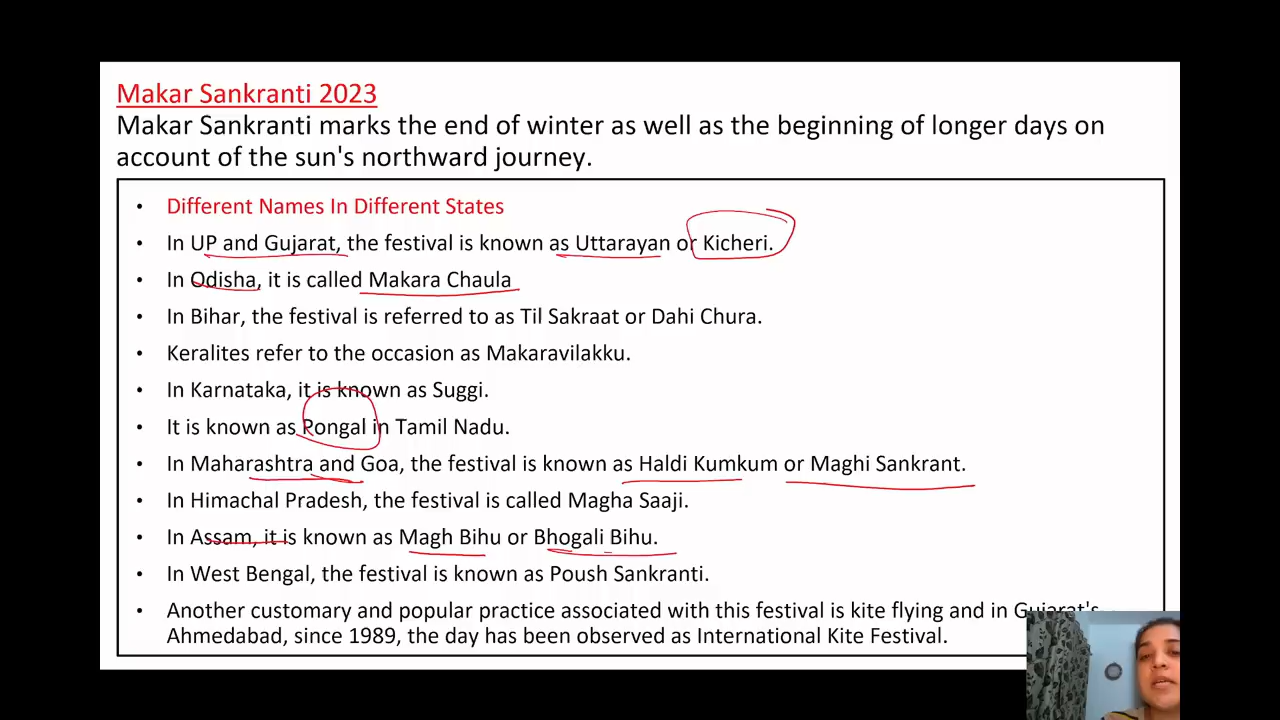 Makar Sankranti 2023
Makar Sankranti marks the end of winter as well as the beginning of longer days on
account of the sun's northward journey.
• Different Names In Different States
• In UP and Gujarat, the festival is known as Uttarayan or Kicheri.
• In Odisha, it is called Makara Chaula
• In Bihar, the festival is referred to as Til Sakraat or Dahi Chura.
• Keralites refer to the occasion as Makaravilakku.
• In Karnataka, it is known as Suggi.
• It is known as Pongal in Tamil Nadu.
• In Maharashtra and Goa, the festival is known as Haldi Kumkum or Maghi Sankrant.
• In Himachal Pradesh, the festival is called Magha Saaji.
• In Assam, it is known as Magh Bihu or Bhogali Bihu.
• In West Bengal, the festival is known as Poush Sankranti.
• Another customary and popular practice associated with this festival is kite flying and in Gujarat's
Ahmedabad, since 1989, the day has been observed as International Kite Festival.